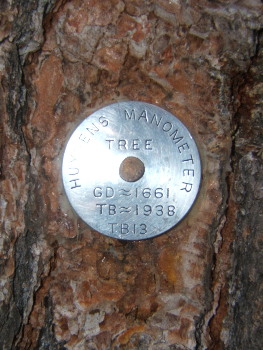 HUYGENS MANOMETER
TREE
GD≈1661
TB≈1938
TB13